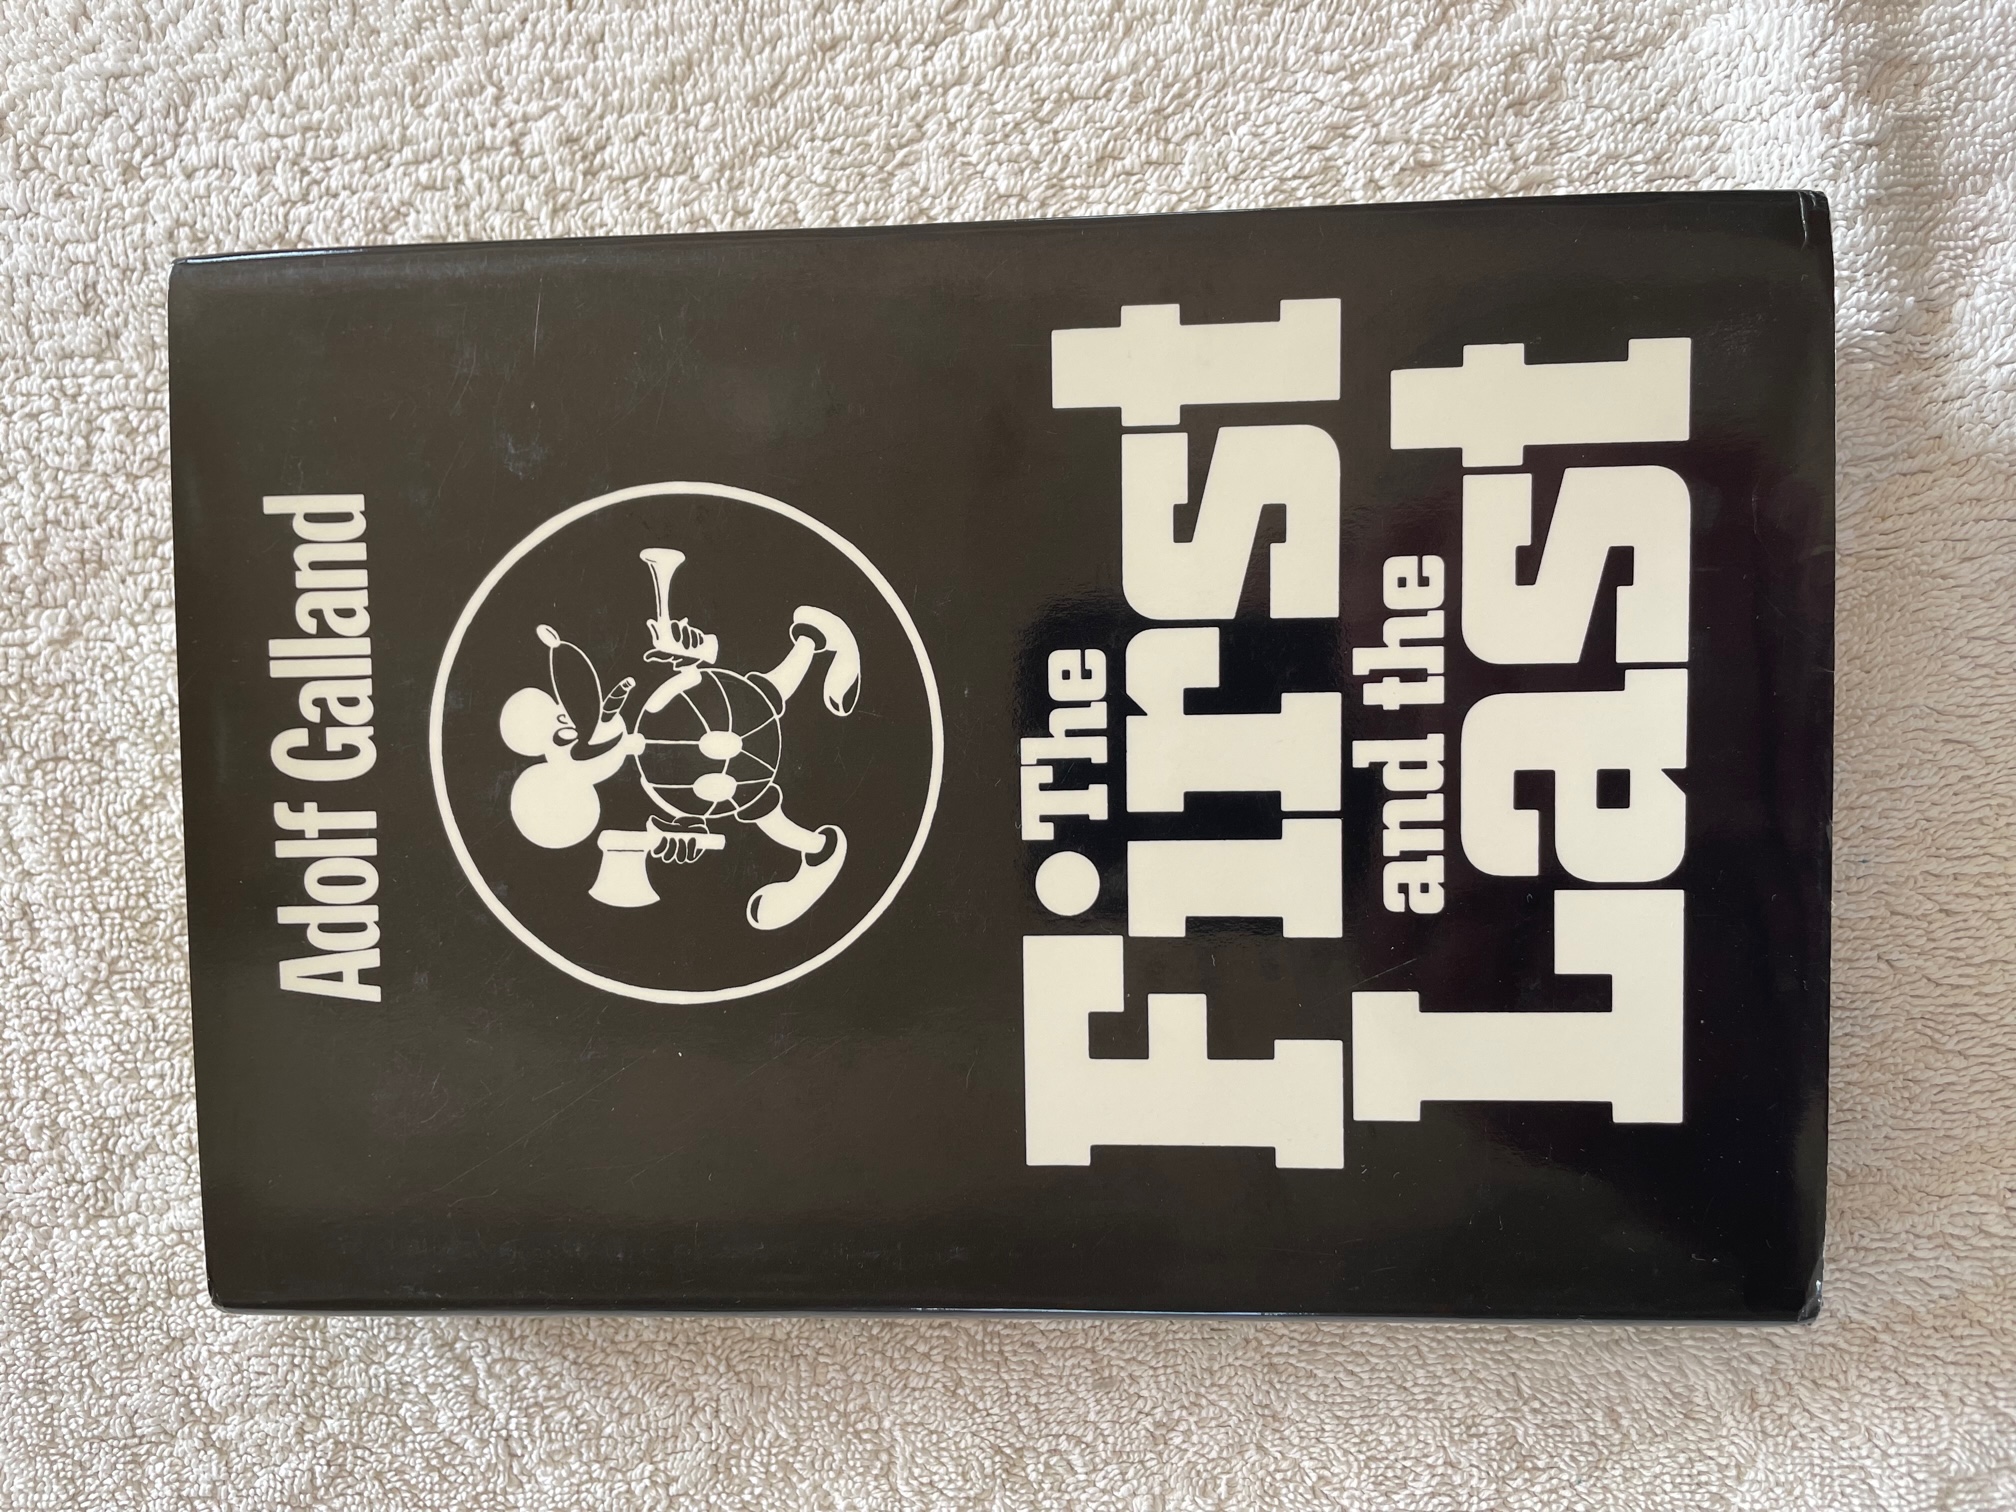 Adolf Galland
The
First
and the
Last